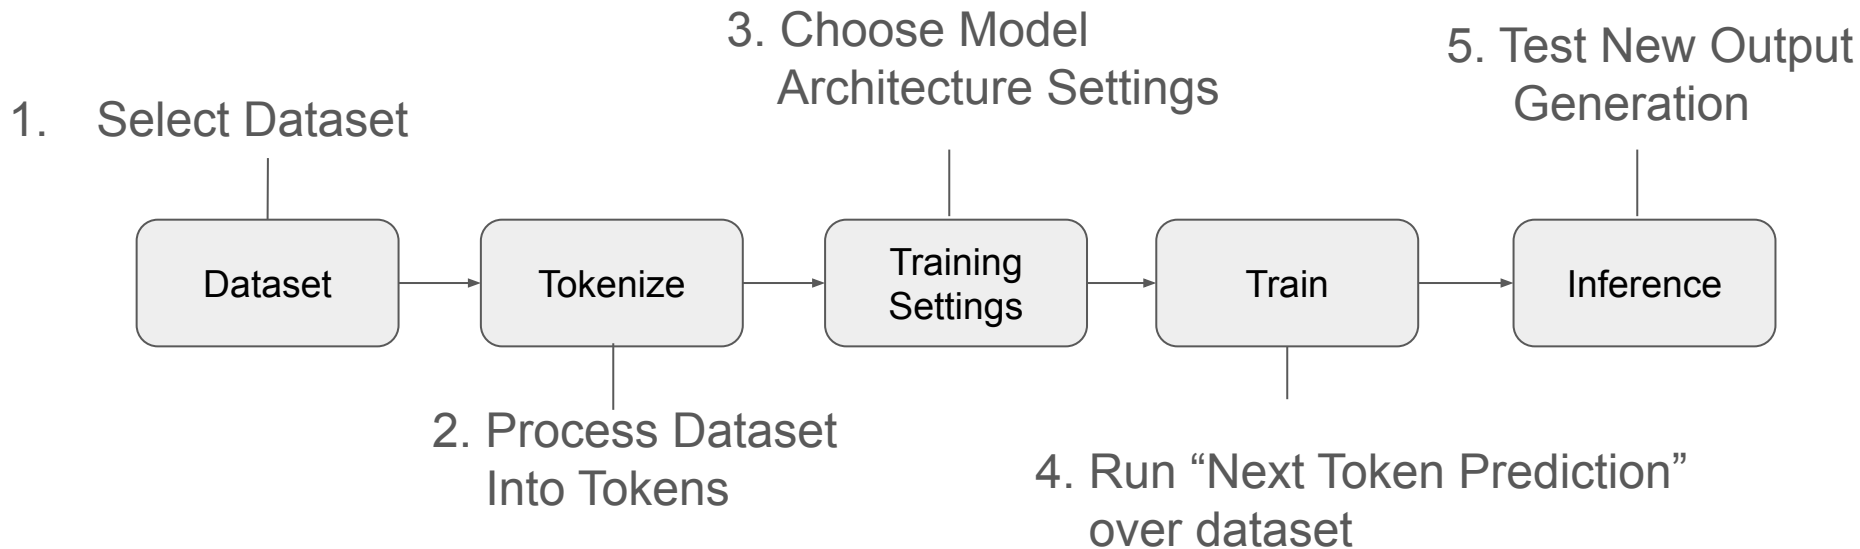 1. Select Dataset
3. Choose Model
Architecture Settings
5. Test New Output
Generation
Dataset
Tokenize
Training
Settings
Train
Inference
2. Process Dataset
Into Tokens
4. Run “Next Token Prediction”
over dataset